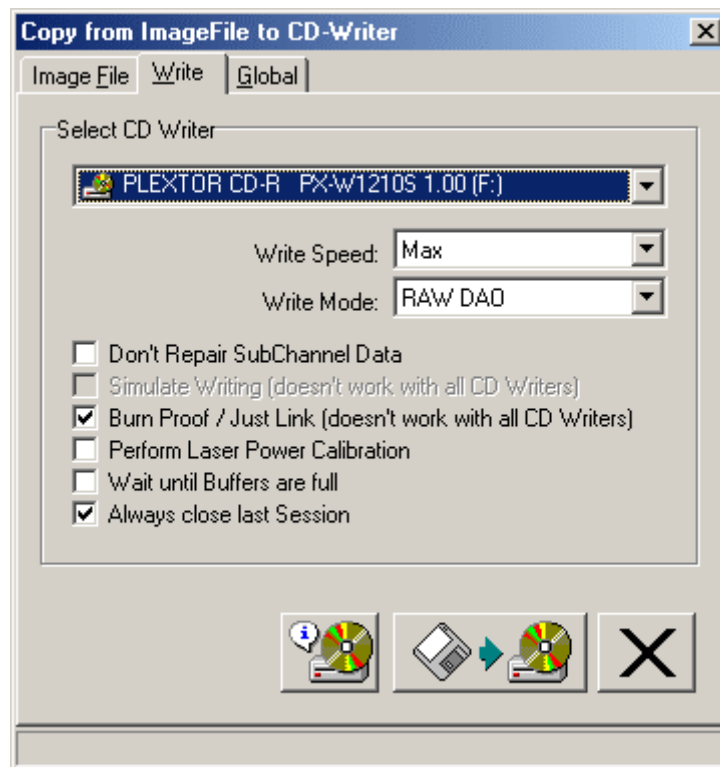 Copy from ImageFile to CD-Writer
Image File Write Global
Select CD Writer
PLEXTOR CD-R PX-W1210S 1.00 (F:)
Write Speed: Max
Write Mode: RAW DAO
Don't Repair SubChannel Data
Simulate Writing (doesn't work with all CD Writers)
Burn Proof / Just Link (doesn't work with all CD Writers)
Perform Laser Power Calibration
Wait until Buffers are full
Always close last Session